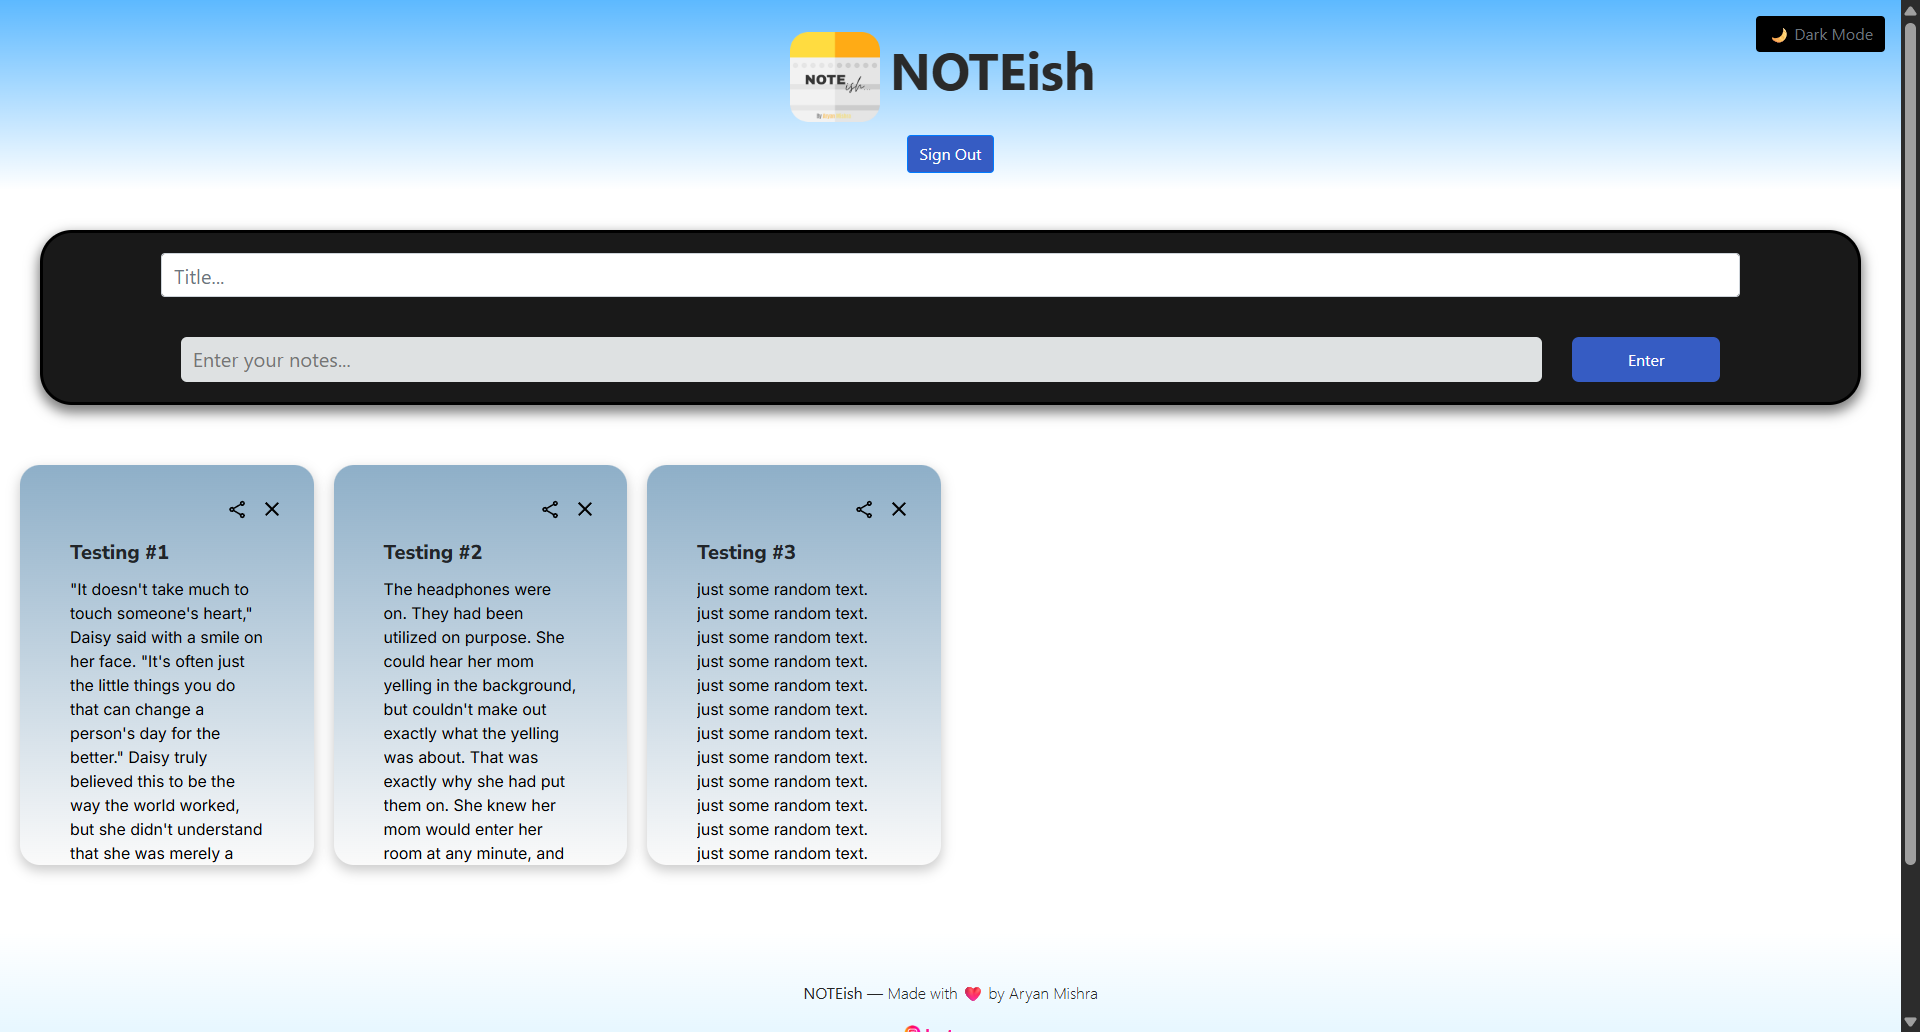 🌙 Dark Mode
NOTE
ish
By
NOTEish
Sign Out
Title...
Enter your notes...
Enter
Testing #1
"It doesn't take much to
touch someone's heart,"
Daisy said with a smile on
her face. "It's often just
the little things you do
that can change a
person's day for the
better." Daisy truly
believed this to be the
way the world worked,
but she didn't understand
that she was merely a
Testing #2
The headphones were
on. They had been
utilized on purpose. She
could hear her mom
yelling in the background,
but couldn't make out
exactly what the yelling
was about. That was
exactly why she had put
them on. She knew her
mom would enter her
room at any minute, and
Testing #3
just some random text.
just some random text.
just some random text.
just some random text.
just some random text.
just some random text.
just some random text.
just some random text.
just some random text.
just some random text.
just some random text.
just some random text.
NOTEish — Made with ❤️ by Aryan Mishra